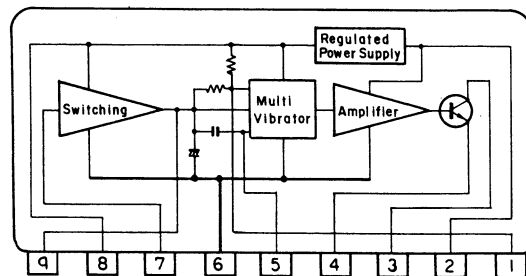 Regulated
Power Supply
Switching
Multi
Vibrator
Amplifier
9 8 7 6 5 4 3 2 1